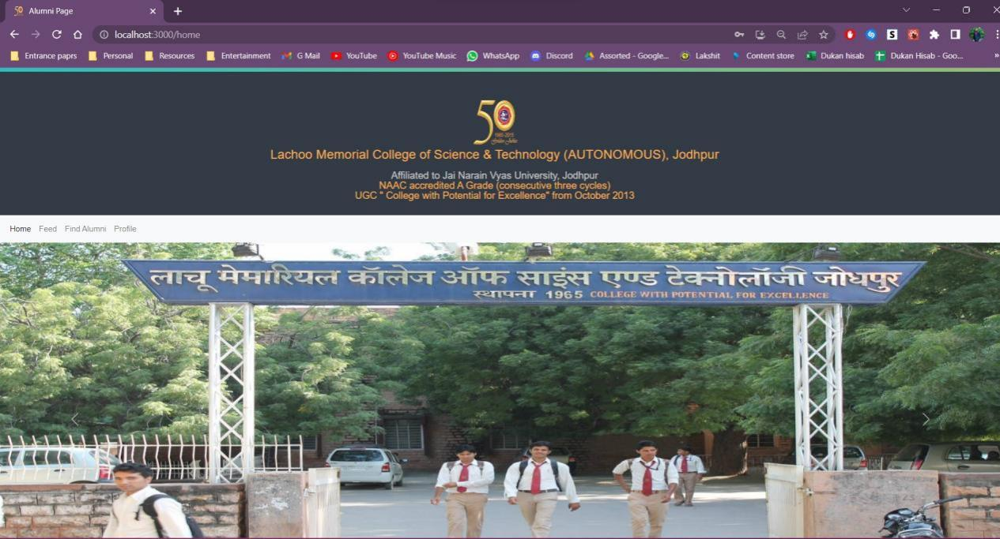 Alumni Page
localhost:3000/home
Entrance paprs Personal Resources Entertainment G Mail YouTube YouTube Music WhatsApp Discord Assorted - Google... Lakshit Content store Dukan hisab Dukan Hisab - Goo... »
50
1965-2015
Lachoo Memorial College of Science & Technology (AUTONOMOUS), Jodhpur
Affiliated to Jai Narain Vyas University, Jodhpur
NAAC accredited A Grade (consecutive three cycles)
UGC " College with Potential for Excellence" from October 2013
Home Feed Find Alumni Profile
लाचू मेमोरियल कॉलेज ऑफ साइंस एण्ड टेक्नोलॉजी जोधपुर
स्थापना 1965 COLLEGE WITH POTENTIAL FOR EXCELLENCE